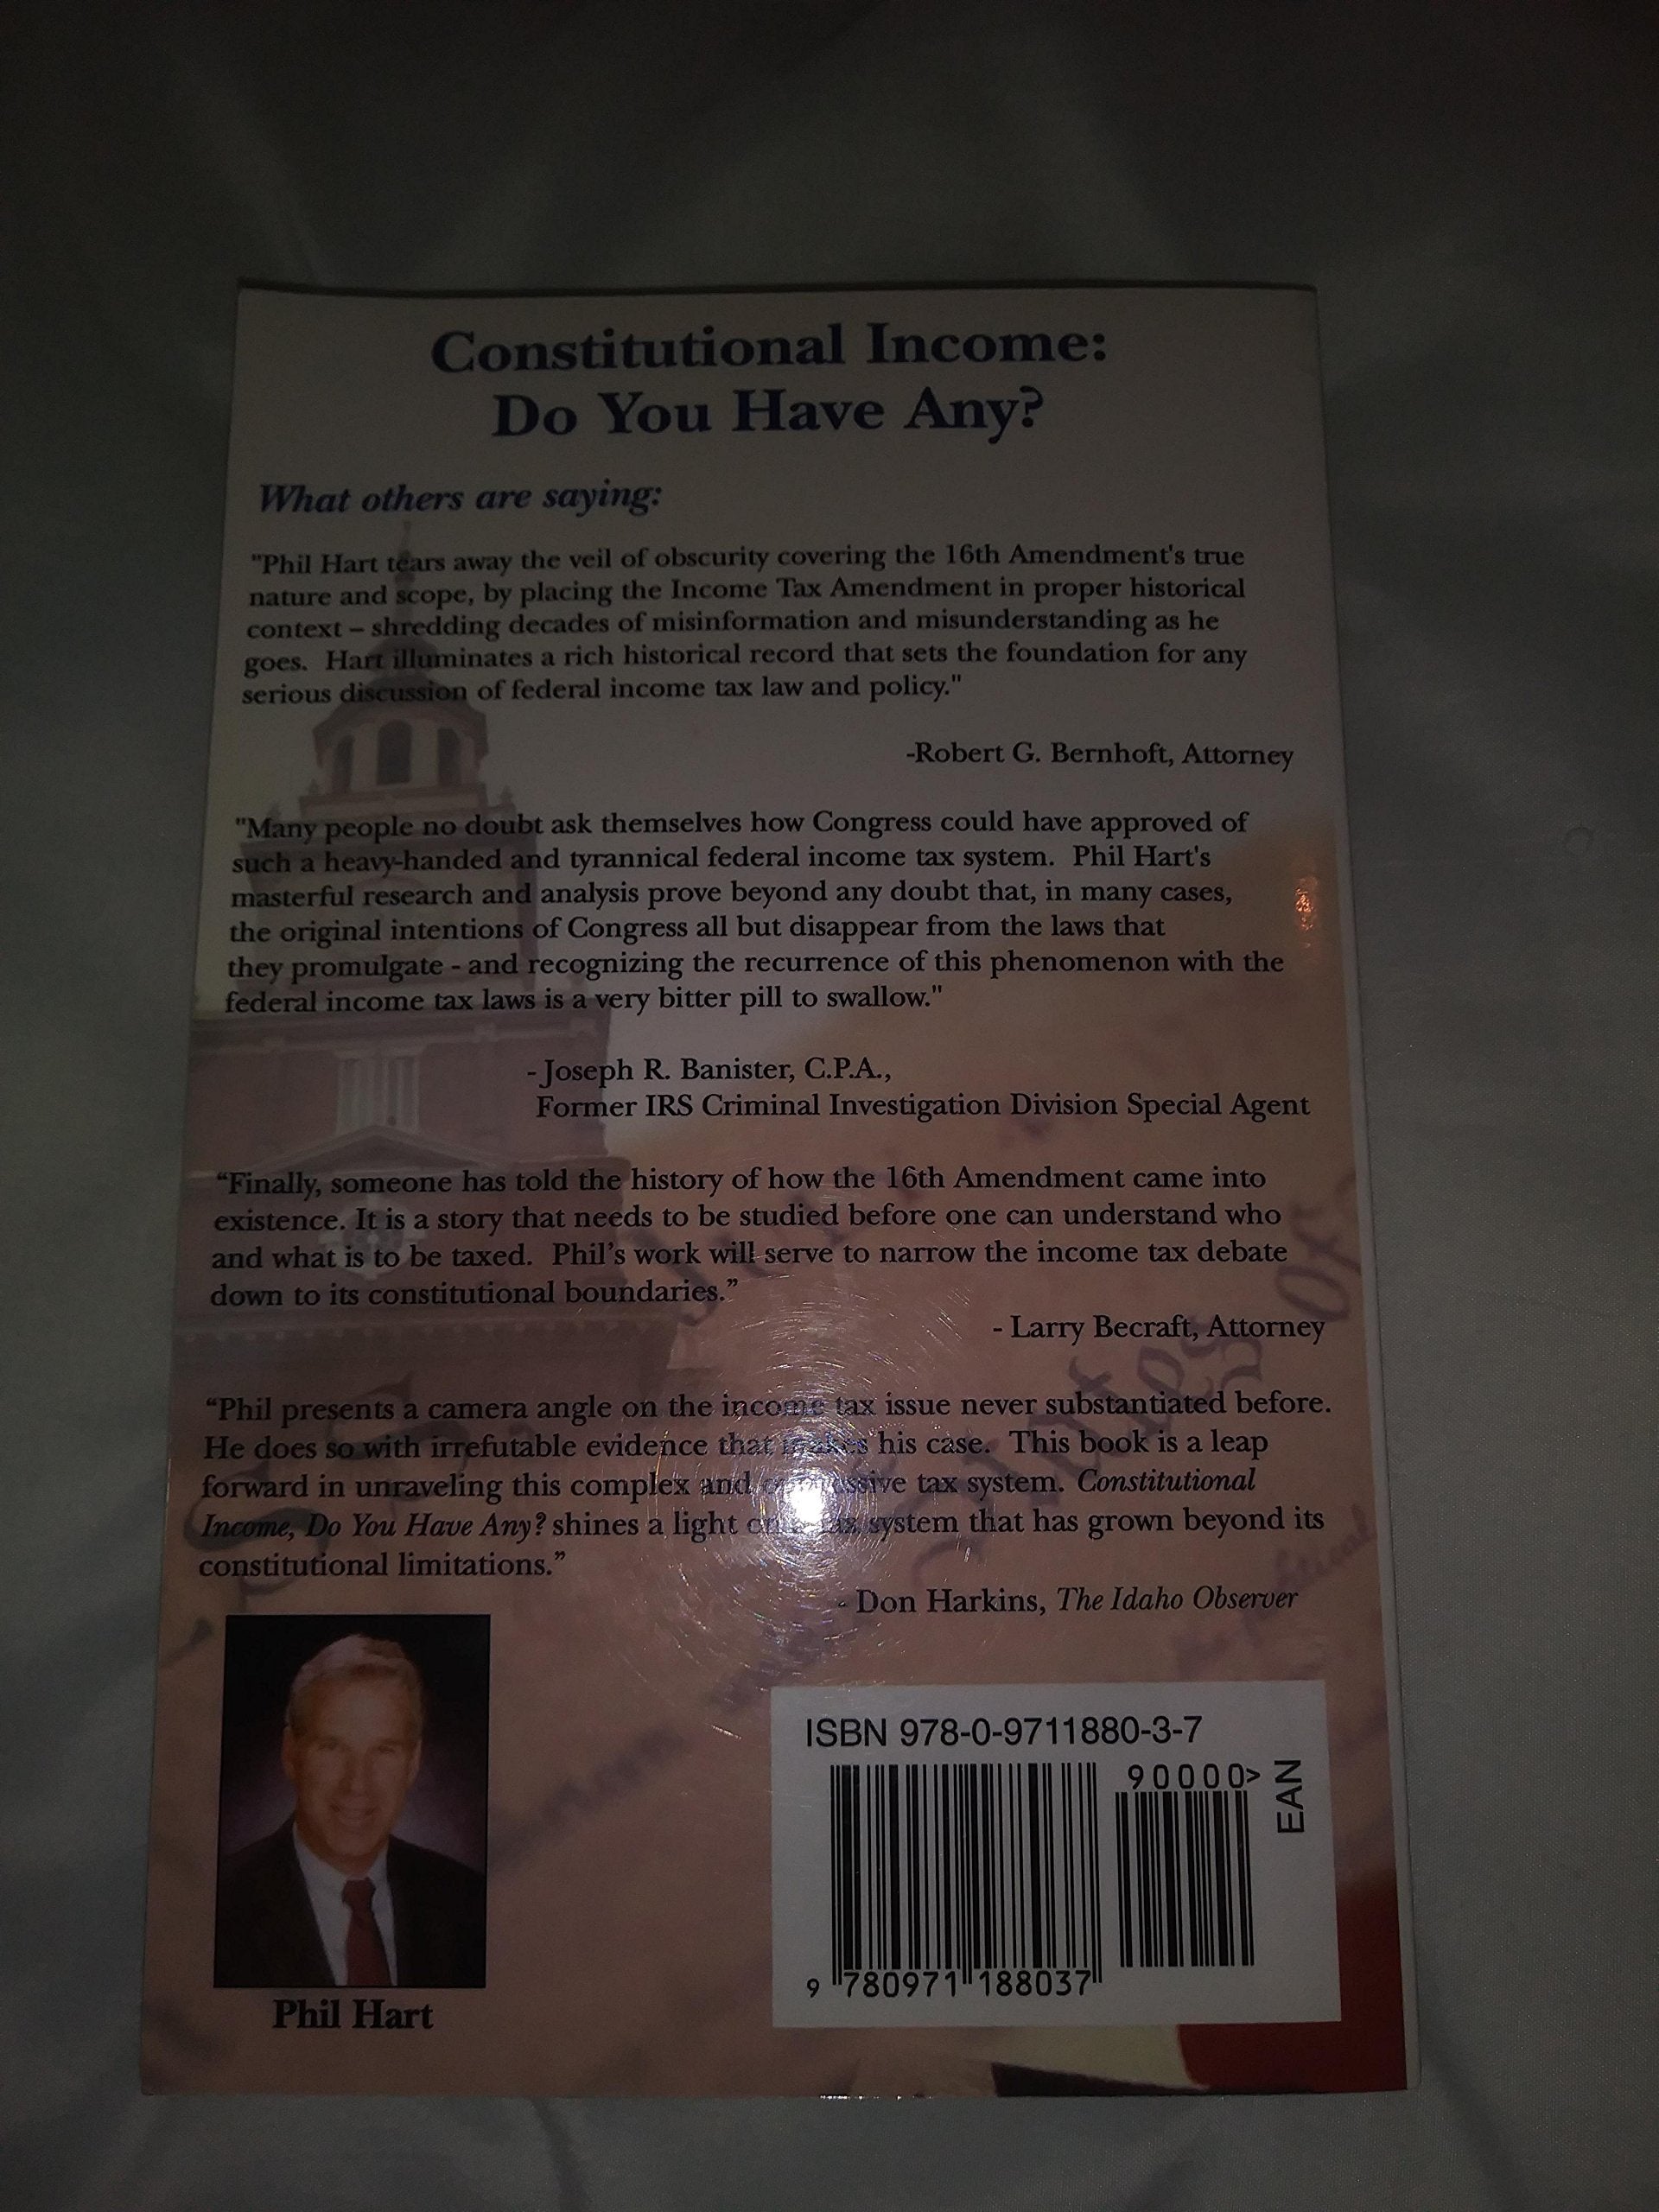 Constitutional Income:
Do You Have Any?
What others are saying:
"Phil Hart tears away the veil of obscurity covering the 16th Amendment's true
nature and scope, by placing the Income Tax Amendment in proper historical
context – shredding decades of misinformation and misunderstanding as he
goes. Hart illuminates a rich historical record that sets the foundation for any
serious discussion of federal income tax law and policy."
-Robert G. Bernhoft, Attorney
"Many people no doubt ask themselves how Congress could have approved of
such a heavy-handed and tyrannical federal income tax system. Phil Hart's
masterful research and analysis prove beyond any doubt that, in many cases,
the original intentions of Congress all but disappear from the laws that
they promulgate - and recognizing the recurrence of this phenomenon with the
federal income tax laws is a very bitter pill to swallow."
- Joseph R. Banister, C.P.A.,
Former IRS Criminal Investigation Division Special Agent
“Finally, someone has told the history of how the 16th Amendment came into
existence. It is a story that needs to be studied before one can understand who
and what is to be taxed. Phil’s work will serve to narrow the income tax debate
down to its constitutional boundaries.”
- Larry Becraft, Attorney
“Phil presents a camera angle on the income tax issue never substantiated before.
He does so with irrefutable evidence that makes his case. This book is a leap
forward in unraveling this complex and oppressive tax system. Constitutional
Income, Do You Have Any? shines a light on a tax system that has grown beyond its
constitutional limitations.”
- Don Harkins, The Idaho Observer
Phil Hart
ISBN 978-0-9711880-3-7
90000>
EAN
9 780971 188037